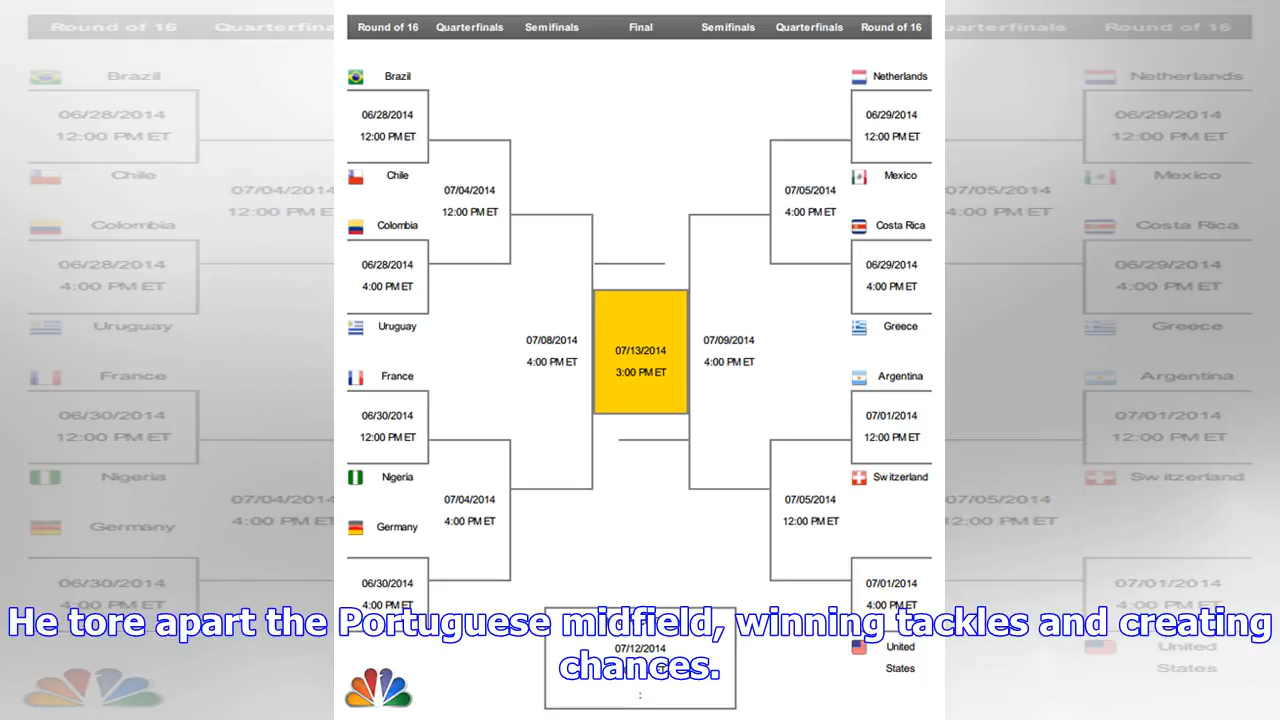 Round of 16 Quarterfinals Semifinals Final Semifinals Quarterfinals Round of 16
Brazil
06/28/2014
12:00 PM ET
Chile
07/04/2014
12:00 PM ET
Colombia
06/28/2014
4:00 PM ET
Uruguay
07/08/2014
4:00 PM ET
France
06/30/2014
12:00 PM ET
Nigeria
07/04/2014
4:00 PM ET
Germany
06/30/2014
4:00 PM ET
07/13/2014
3:00 PM ET
07/12/2014
:
Netherlands
06/29/2014
12:00 PM ET
Mexico
07/05/2014
4:00 PM ET
Costa Rica
06/29/2014
4:00 PM ET
Greece
07/09/2014
4:00 PM ET
Argentina
07/01/2014
12:00 PM ET
Switzerland
07/05/2014
12:00 PM ET
07/01/2014
4:00 PM ET
United
States
He tore apart the Portuguese midfield, winning tackles and creating
chances.